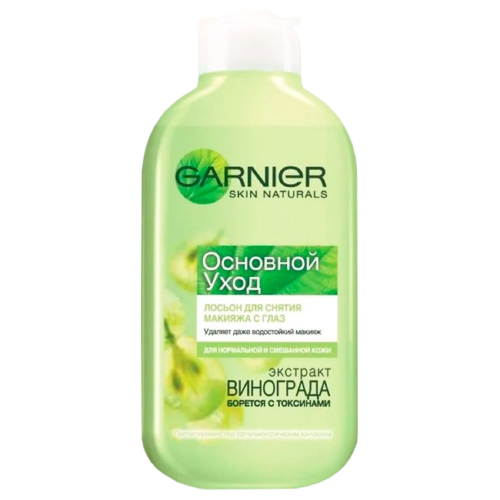 GARNIER
SKIN NATURALS
Основной
Уход
ЛОСЬОН ДЛЯ СНЯТИЯ
МАКИЯЖА С ГЛАЗ
Удаляет даже водостойкий макияж
ДЛЯ НОРМАЛЬНОЙ И СМЕШАННОЙ КОЖИ
ЭКСТРАКТ
ВИНОГРАДА
БОРЕТСЯ С ТОКСИНАМИ